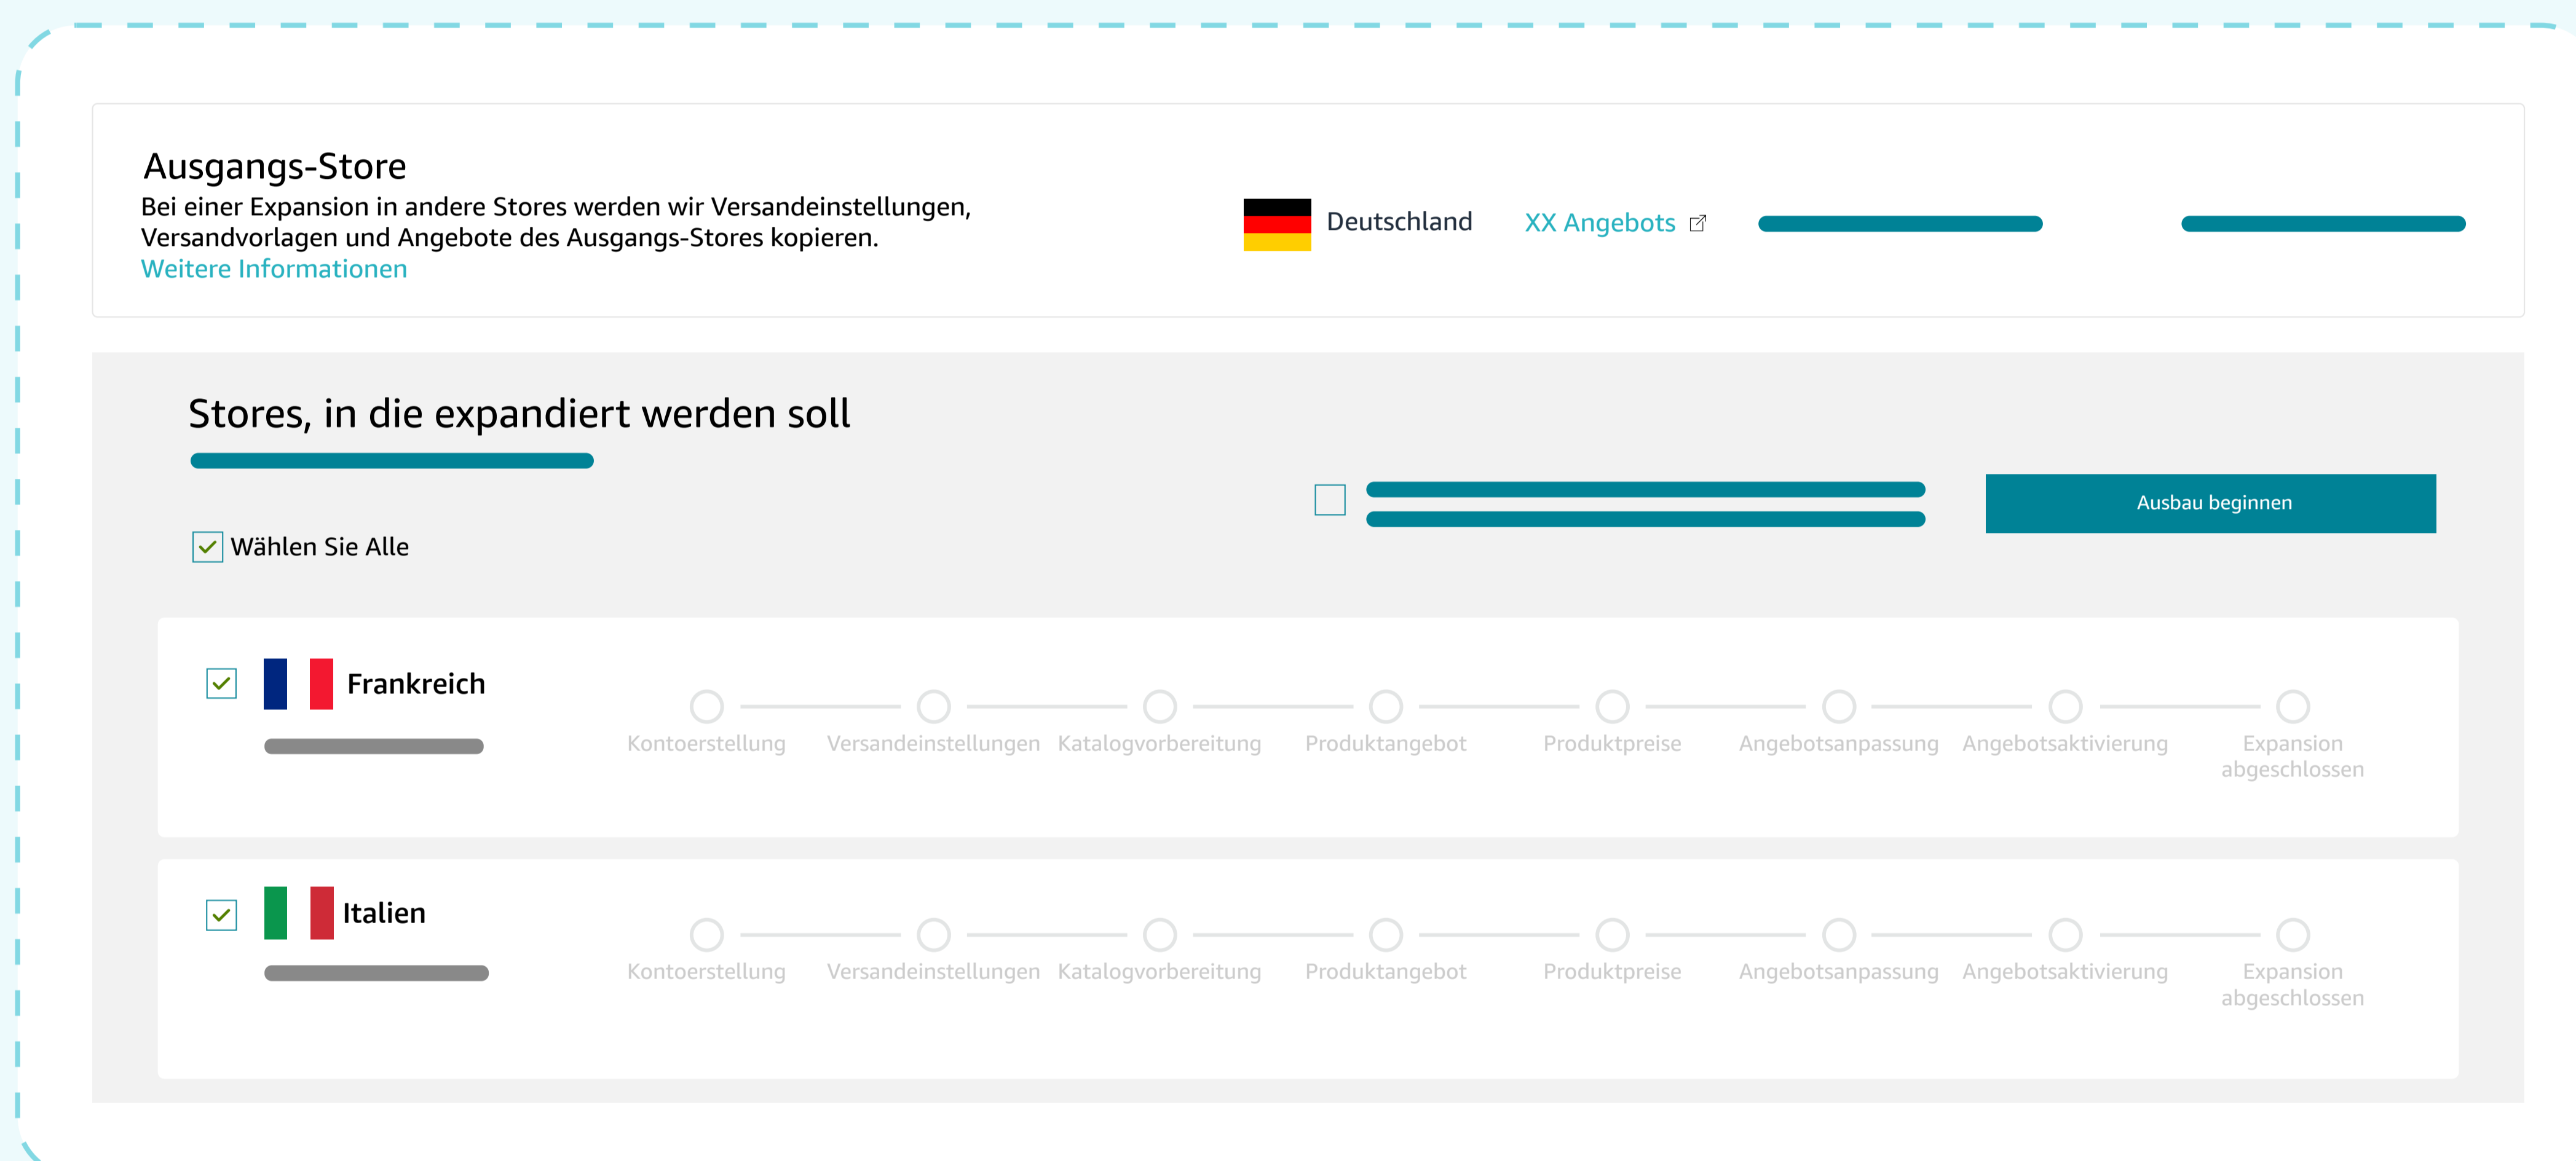 Ausgangs-Store
Bei einer Expansion in andere Stores werden wir Versandeinstellungen,
Versandvorlagen und Angebote des Ausgangs-Stores kopieren.
Weitere Informationen
Deutschland
XX Angebots
Stores, in die expandiert werden soll
Wählen Sie Alle
Ausbau beginnen
Frankreich
Kontoerstellung
Versandeinstellungen
Katalogvorbereitung
Produktangebot
Produktpreise
Angebotsanpassung
Angebotsaktivierung
Expansion
abgeschlossen
Italien
Kontoerstellung
Versandeinstellungen
Katalogvorbereitung
Produktangebot
Produktpreise
Angebotsanpassung
Angebotsaktivierung
Expansion
abgeschlossen